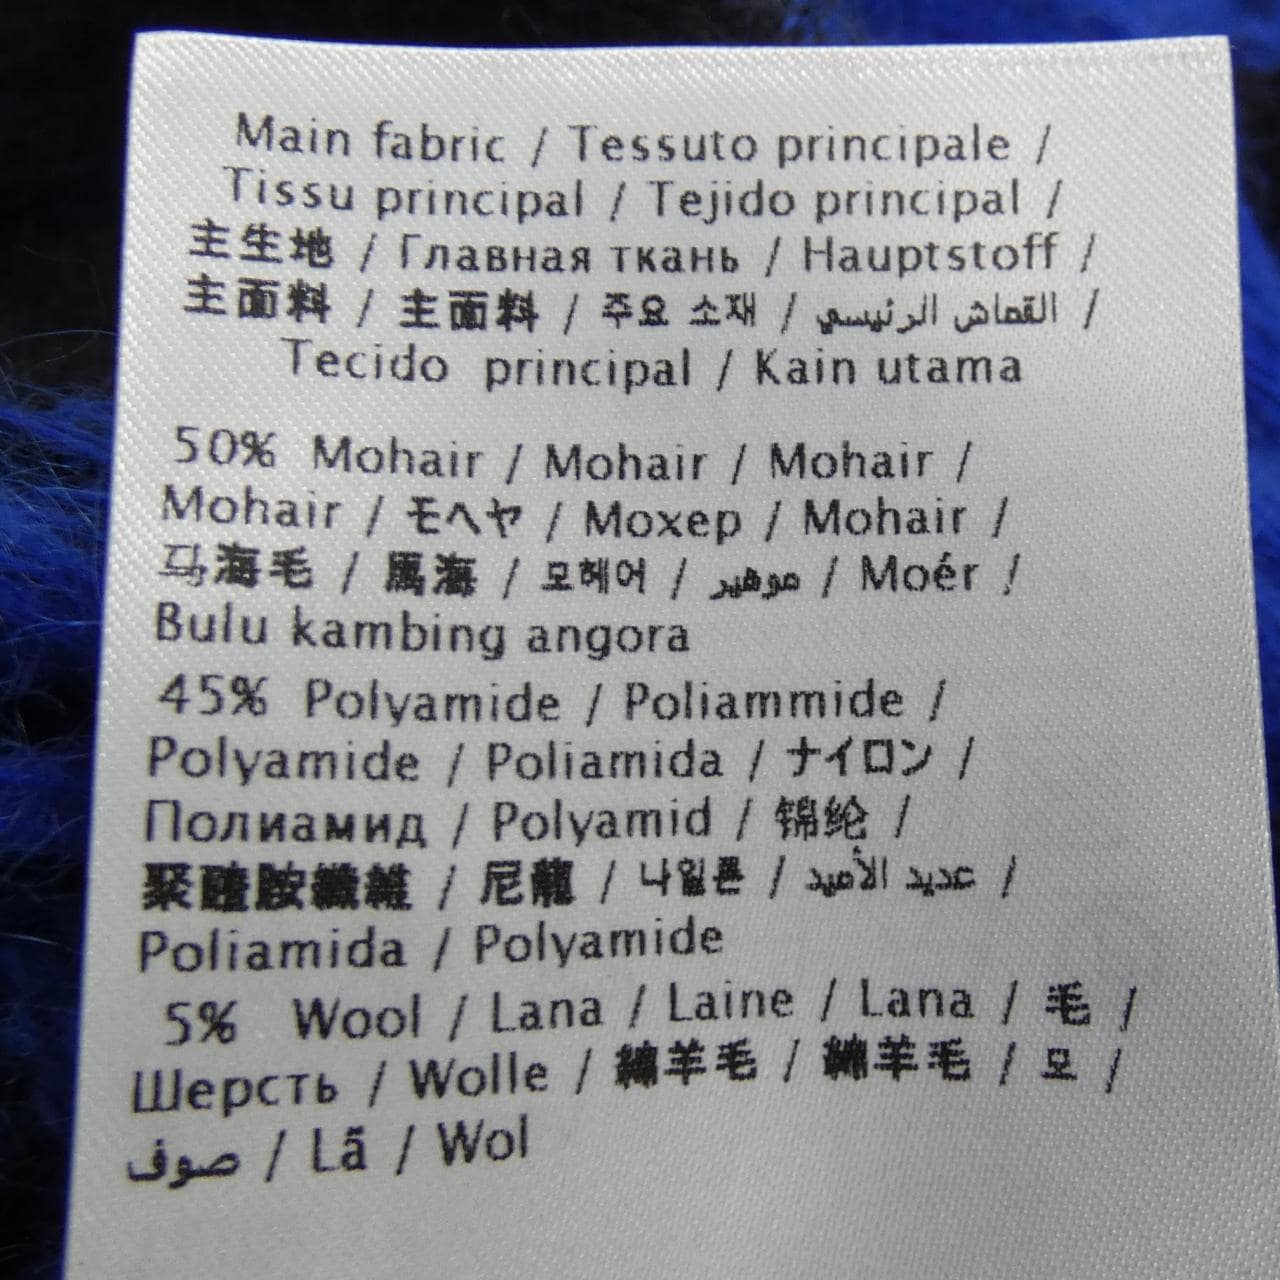 Main fabric / Tessuto principale /
Tissu principal / Tejido principal /
主生地 / Главная ткань / Hauptstoff /
主面料 / 主面料 / 주요 소재 / القماش الرئيسي /
Tecido principal / Kain utama
50% Mohair / Mohair / Mohair /
Mohair / モヘヤ / Мохер / Mohair /
马海毛 / 馬海 / 모헤어 / موهير / Moér /
Bulu kambing angora
45% Polyamide / Poliammide /
Polyamide / Poliamida / ナイロン /
Полиамид / Polyamid / 锦纶 /
聚醯胺纖維 / 尼龍 / 나일론 / عديد الأميد /
Poliamida / Polyamide
5% Wool / Lana / Laine / Lana / 毛 /
Шерсть / Wolle / 綿羊毛 / 綿羊毛 / 모 /
صوف / Lã / Wol